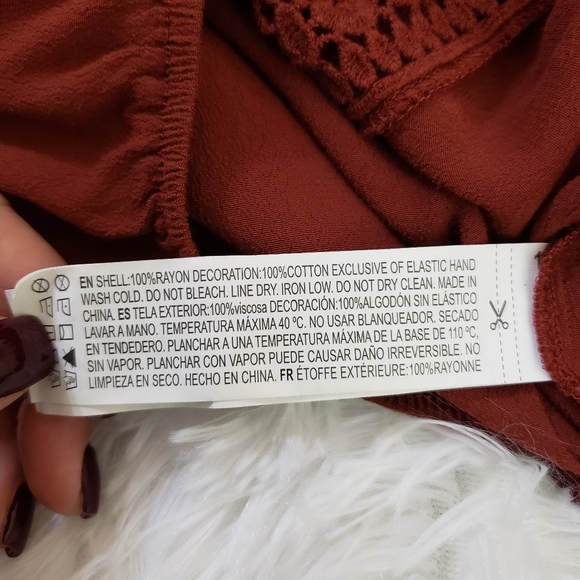 EN SHELL:100%RAYON DECORATION:100%COTTON EXCLUSIVE OF ELASTIC HAND
WASH COLD. DO NOT BLEACH. LINE DRY. IRON LOW. DO NOT DRY CLEAN. MADE IN
CHINA. ES TELA EXTERIOR:100%viscosa DECORACIÓN:100%ALGODÓN SIN ELÁSTICO
LAVAR A MANO. TEMPERATURA MÁXIMA 40 ºC. NO USAR BLANQUEADOR. SECADO
EN TENDEDERO. PLANCHAR A UNA TEMPERATURA MÁXIMA DE LA BASE DE 110 ºC,
SIN VAPOR. PLANCHAR CON VAPOR PUEDE CAUSAR DAÑO IRREVERSIBLE. NO
LIMPIEZA EN SECO. HECHO EN CHINA. FR ÉTOFFE EXTÉRIEURE:100%RAYONNE